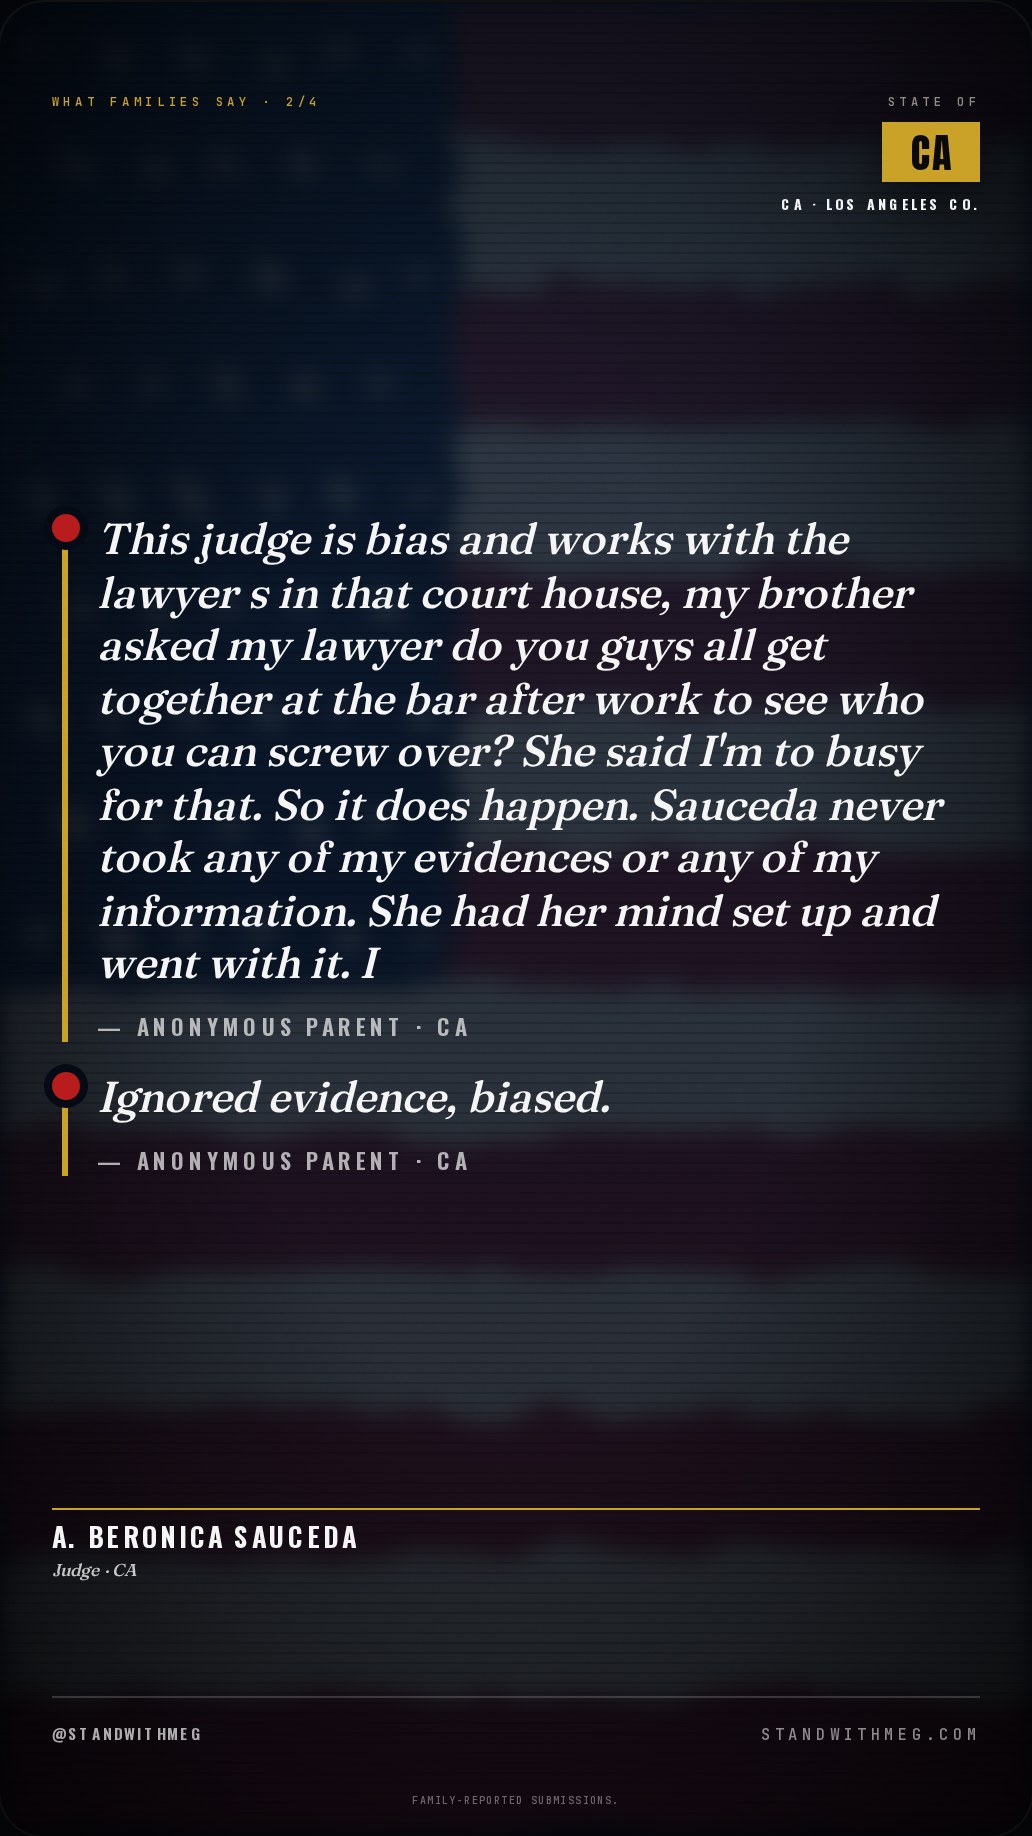 WHAT FAMILIES SAY · 2/4
STATE OF
CA
CA · LOS ANGELES CO.
This judge is bias and works with the
lawyer s in that court house, my brother
asked my lawyer do you guys all get
together at the bar after work to see who
you can screw over? She said I'm to busy
for that. So it does happen. Sauceda never
took any of my evidences or any of my
information. She had her mind set up and
went with it. I
— ANONYMOUS PARENT · CA
Ignored evidence, biased.
— ANONYMOUS PARENT · CA
A. BERONICA SAUCEDA
Judge · CA
@STANDWITHMEG
STANDWITHMEG.COM
FAMILY-REPORTED SUBMISSIONS.